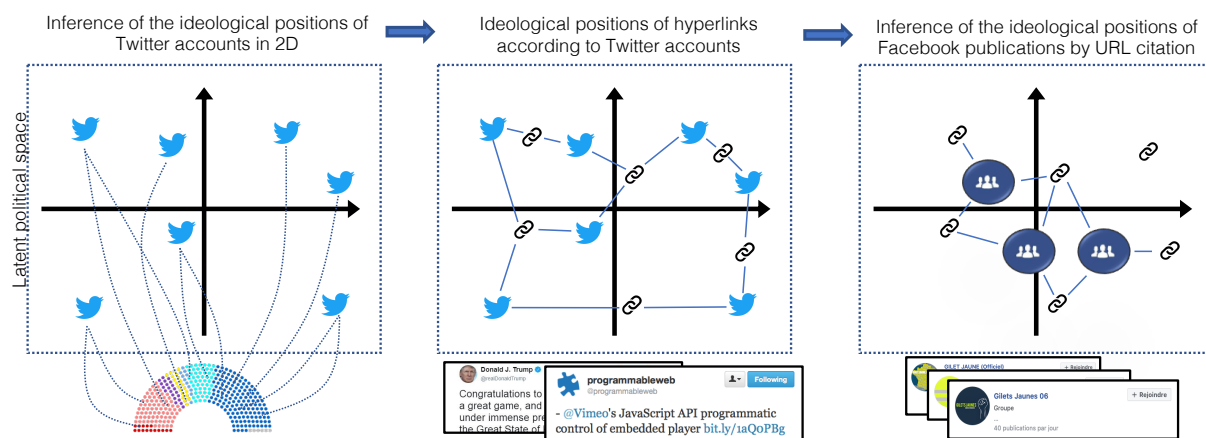 Inference of the ideological positions of
Twitter accounts in 2D
Ideological positions of hyperlinks
according to Twitter accounts
Inference of the ideological positions of
Facebook publications by URL citation
Latent political space
Donald J. Trump
@realDonaldTrump
Congratulations to
a great game, and
under immense pre
the Great State of
programmableweb
@programmableweb
Following
- @Vimeo's JavaScript API programmatic
control of embedded player bit.ly/1aQ0PBg
GILET JAUNE (Officiel)
+ Rejoindre
Gilets Jaunes 06
Groupe
...
40 publications par jour
+ Rejoindre